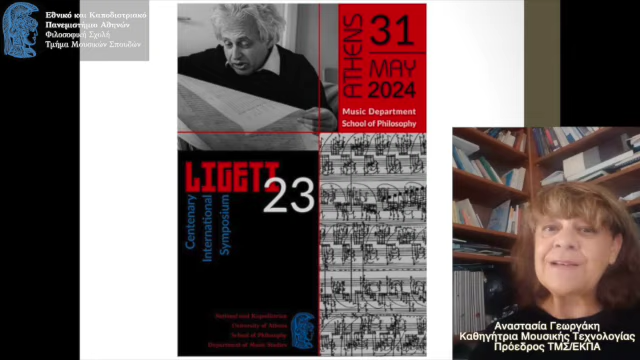 Εθνικό και Καποδιστριακό
Πανεπιστήμιο Αθηνών
Φιλοσοφική Σχολή
Τμήμα Μουσικών Σπουδών
ATHENS
31
MAY
2024
Music Department
School of Philosophy
LIGETI
23
Centenary
International
Symposium
National and Kapodistrian
University of Athens
School of Philosophy
Department of Music Studies
Αναστασία Γεωργάκη
Καθηγήτρια Μουσικής Τεχνολογίας
Πρόεδρος ΤΜΣ/ΕΚΠΑ